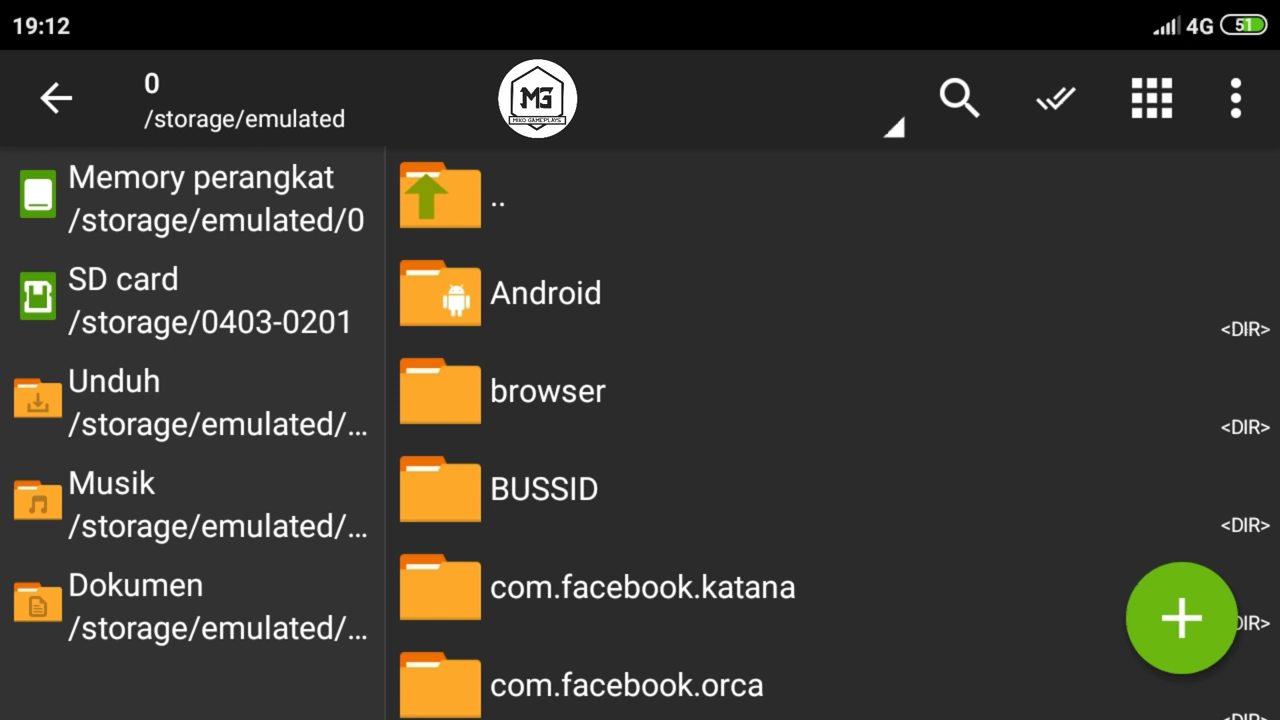 19:12
4G
51
0
/storage/emulated
MG
MIKO GAMEPLAYS
Memory perangkat
/storage/emulated/0
SD card
/storage/0403-0201
Unduh
/storage/emulated/...
Musik
/storage/emulated/...
Dokumen
/storage/emulated/...
..
Android
<DIR>
browser
<DIR>
BUSSID
<DIR>
com.facebook.katana
DIR>
com.facebook.orca